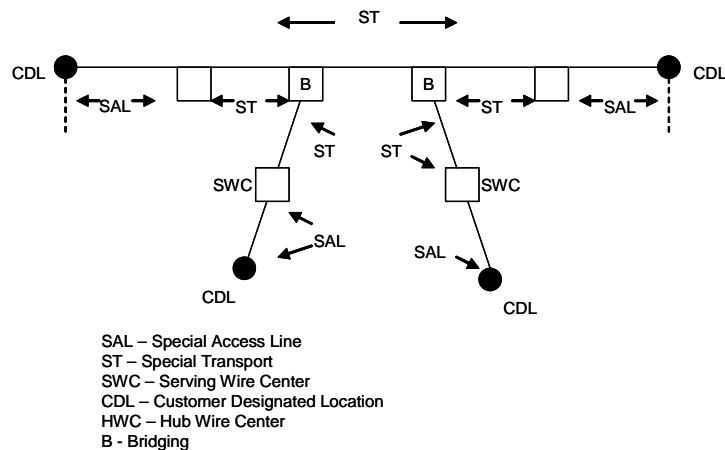 ST
CDL
CDL
B
B
SAL
ST
ST
SAL
ST
ST
SWC
SWC
SAL
SAL
CDL
CDL
SAL – Special Access Line
ST – Special Transport
SWC – Serving Wire Center
CDL – Customer Designated Location
HWC – Hub Wire Center
B - Bridging